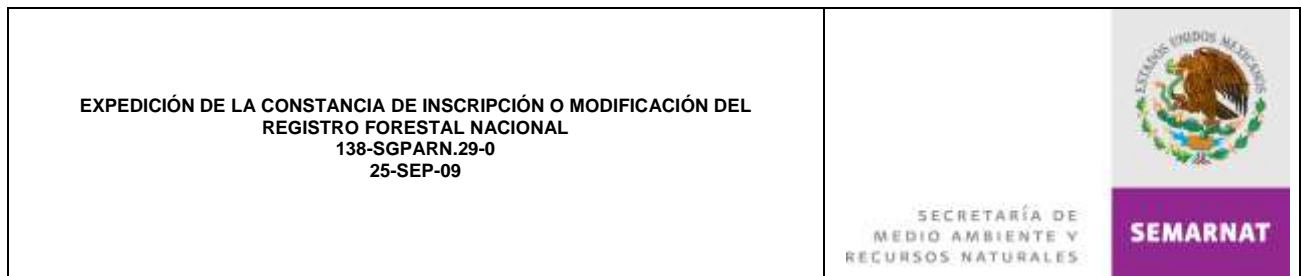 EXPEDICIÓN DE LA CONSTANCIA DE INSCRIPCIÓN O MODIFICACIÓN DEL
REGISTRO FORESTAL NACIONAL
138-SGPARN.29-0
25-SEP-09
ESTADOS UNIDOS MEXICANOS
SECRETARÍA DE
MEDIO AMBIENTE Y
RECURSOS NATURALES
SEMARNAT